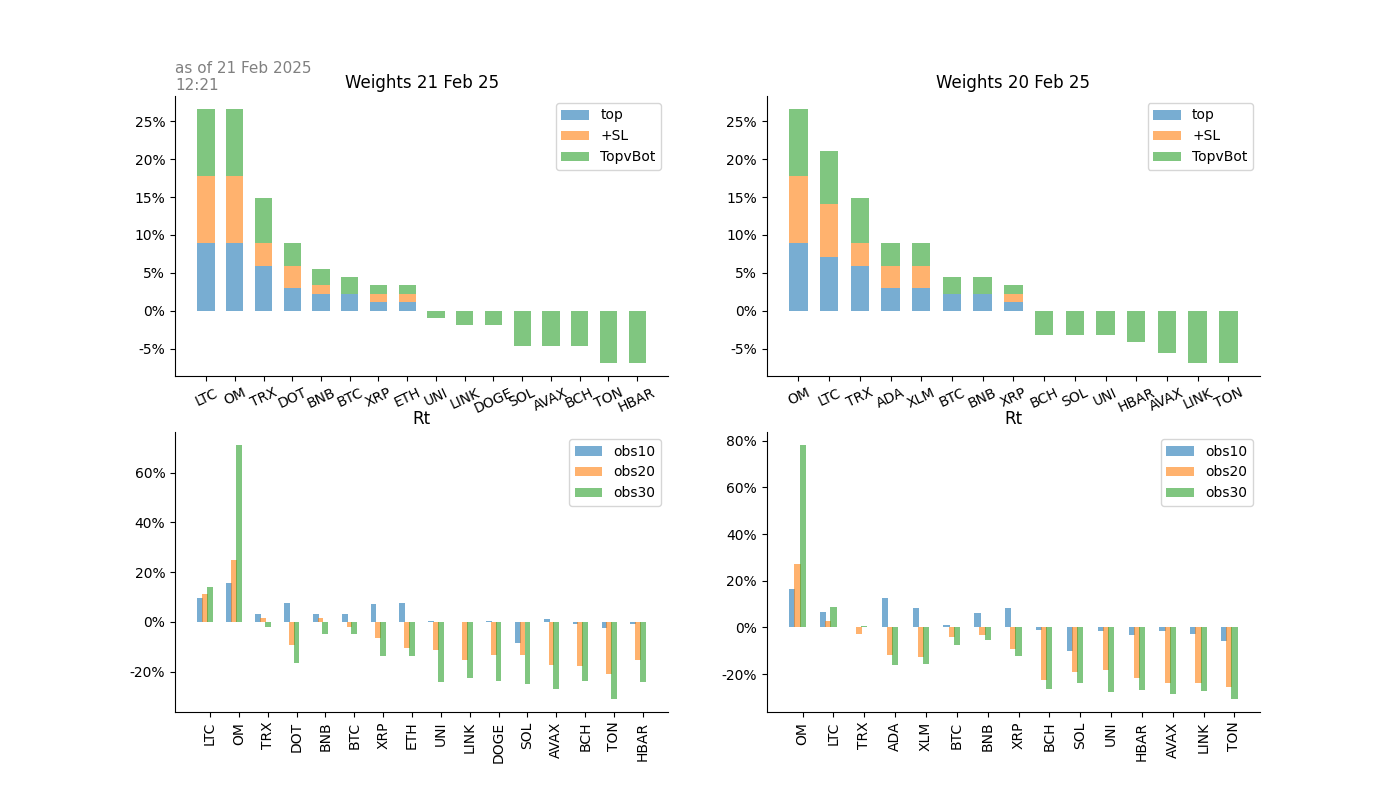 as of 21 Feb 2025
12:21
Weights 21 Feb 25
25%
20%
15%
10%
5%
0%
-5%
top
+SL
TopvBot
LTC OM TRX DOT BNB BTC XRP ETH UNI LINK DOGE SOL AVAX BCH TON HBAR
Weights 20 Feb 25
25%
20%
15%
10%
5%
0%
-5%
top
+SL
TopvBot
OM LTC TRX ADA XLM BTC BNB XRP BCH SOL UNI HBAR AVAX LINK TON
Rt
60%
40%
20%
0%
-20%
obs10
obs20
obs30
LTC OM TRX DOT BNB BTC XRP ETH UNI LINK DOGE SOL AVAX BCH TON HBAR
Rt
80%
60%
40%
20%
0%
-20%
obs10
obs20
obs30
OM LTC TRX ADA XLM BTC BNB XRP BCH SOL UNI HBAR AVAX LINK TON